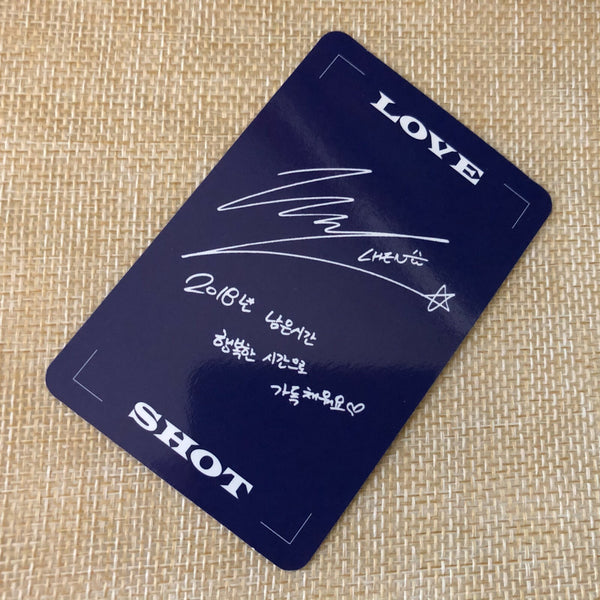 LOVE
CHEN
2018년 남은시간
행복한 시간으로
가득채워요♡
SHOT